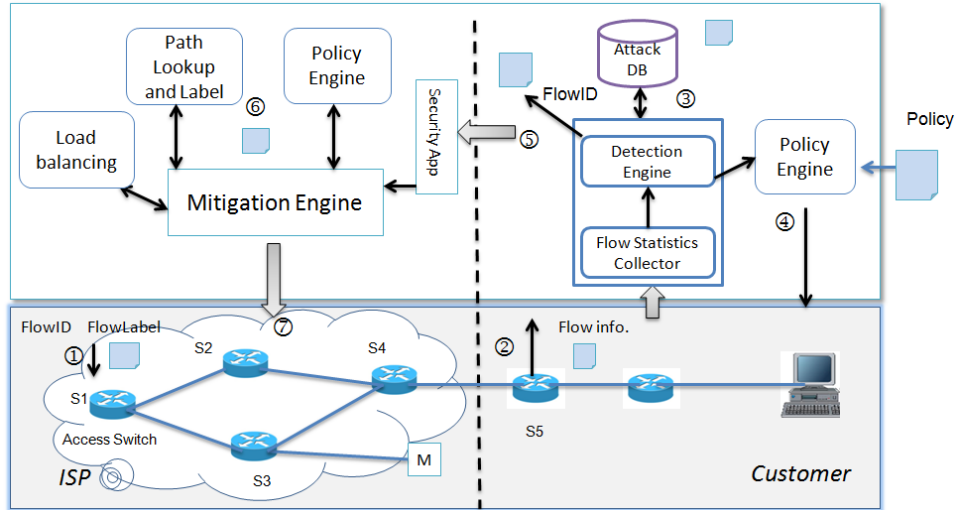 Path
Lookup
and Label
Policy
Engine
⑥
Load
balancing
Mitigation Engine
Security App
⑤
FlowID
Attack
DB
③
Detection
Engine
Flow Statistics
Collector
Policy
Engine
Policy
④
⑦
FlowID FlowLabel
①
S1
Access Switch
S2
S3
S4
M
ISP
②
Flow info.
S5
Customer